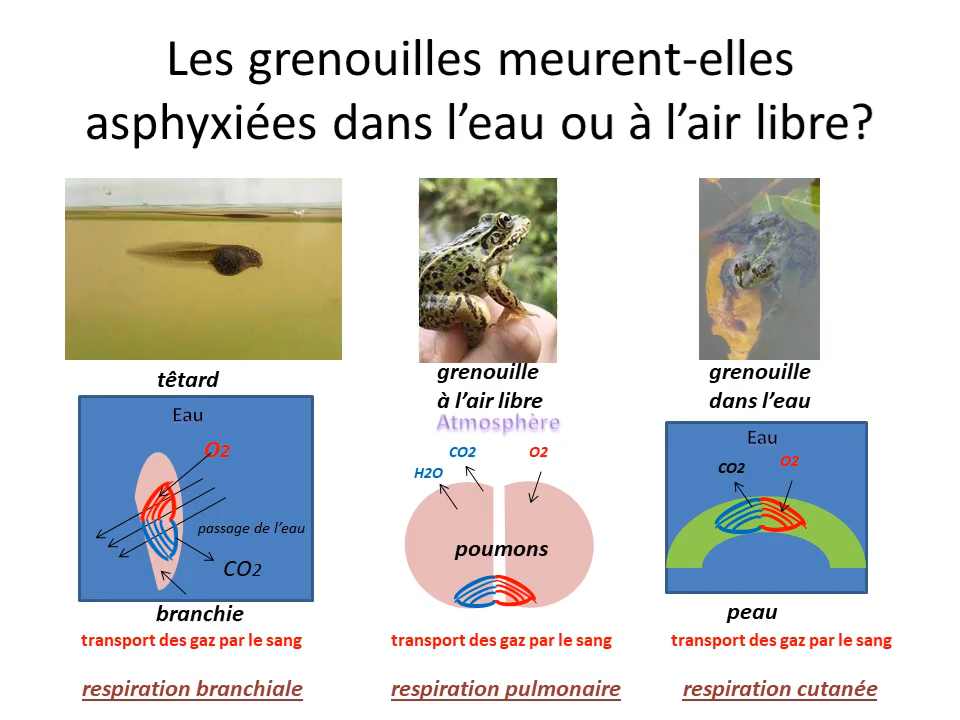 Les grenouilles meurent-elles
asphyxiées dans l’eau ou à l’air libre?
têtard
Eau
O2
passage de l’eau
CO2
branchie
transport des gaz par le sang
respiration branchiale
grenouille
à l’air libre
Atmosphère
CO2
O2
H2O
poumons
transport des gaz par le sang
respiration pulmonaire
grenouille
dans l’eau
Eau
CO2
O2
peau
transport des gaz par le sang
respiration cutanée